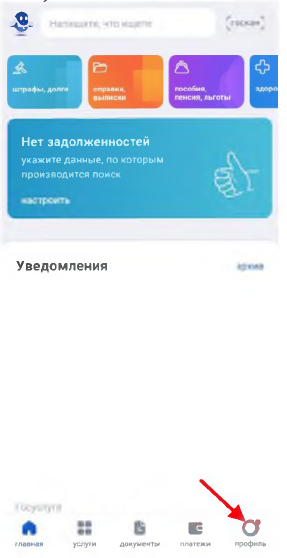 Напишите, что ищете
госкан
штрафы, долги
справки,
выписки
пособия,
пенсия, льготы
здоро
Нет задолженностей
укажите данные, по которым
производится поиск
настроить
Уведомления
архив
Госуслуги
главная
услуги
документы
платежи
профиль